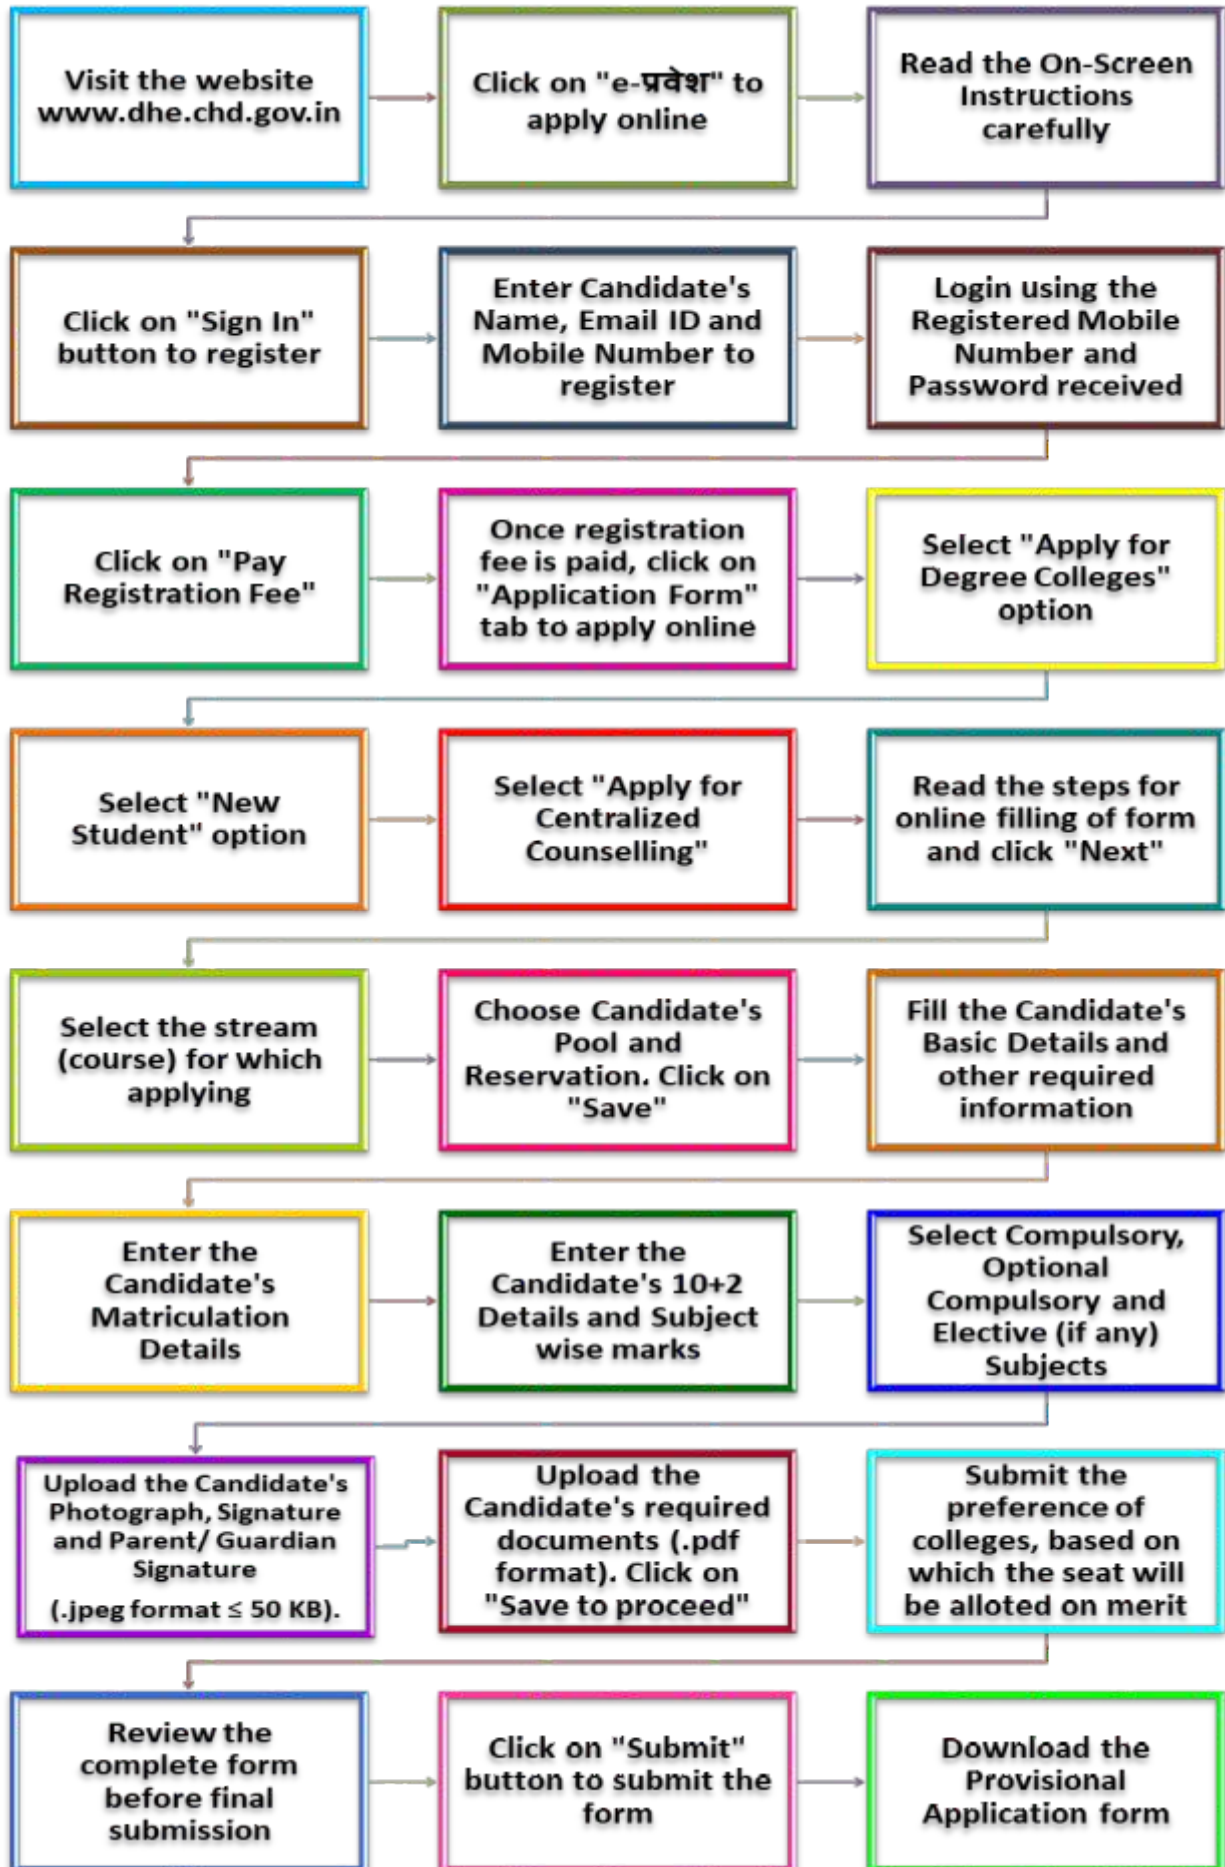 Visit the website
www.dhe.chd.gov.in
Click on "e-प्रवेश" to
apply online
Read the On-Screen
Instructions
carefully
Click on "Sign In"
button to register
Enter Candidate's
Name, Email ID and
Mobile Number to
register
Login using the
Registered Mobile
Number and
Password received
Click on "Pay
Registration Fee"
Once registration
fee is paid, click on
"Application Form"
tab to apply online
Select "Apply for
Degree Colleges"
option
Select "New
Student" option
Select "Apply for
Centralized
Counselling"
Read the steps for
online filling of form
and click "Next"
Select the stream
(course) for which
applying
Choose Candidate's
Pool and
Reservation. Click on
"Save"
Fill the Candidate's
Basic Details and
other required
information
Enter the
Candidate's
Matriculation
Details
Enter the
Candidate's 10+2
Details and Subject
wise marks
Select Compulsory,
Optional
Compulsory and
Elective (if any)
Subjects
Upload the Candidate's
Photograph, Signature
and Parent/ Guardian
Signature
(.jpeg format ≤ 50 KB).
Upload the
Candidate's required
documents (.pdf
format). Click on
"Save to proceed"
Submit the
preference of
colleges, based on
which the seat will
be alloted on merit
Review the
complete form
before final
submission
Click on "Submit"
button to submit the
form
Download the
Provisional
Application form